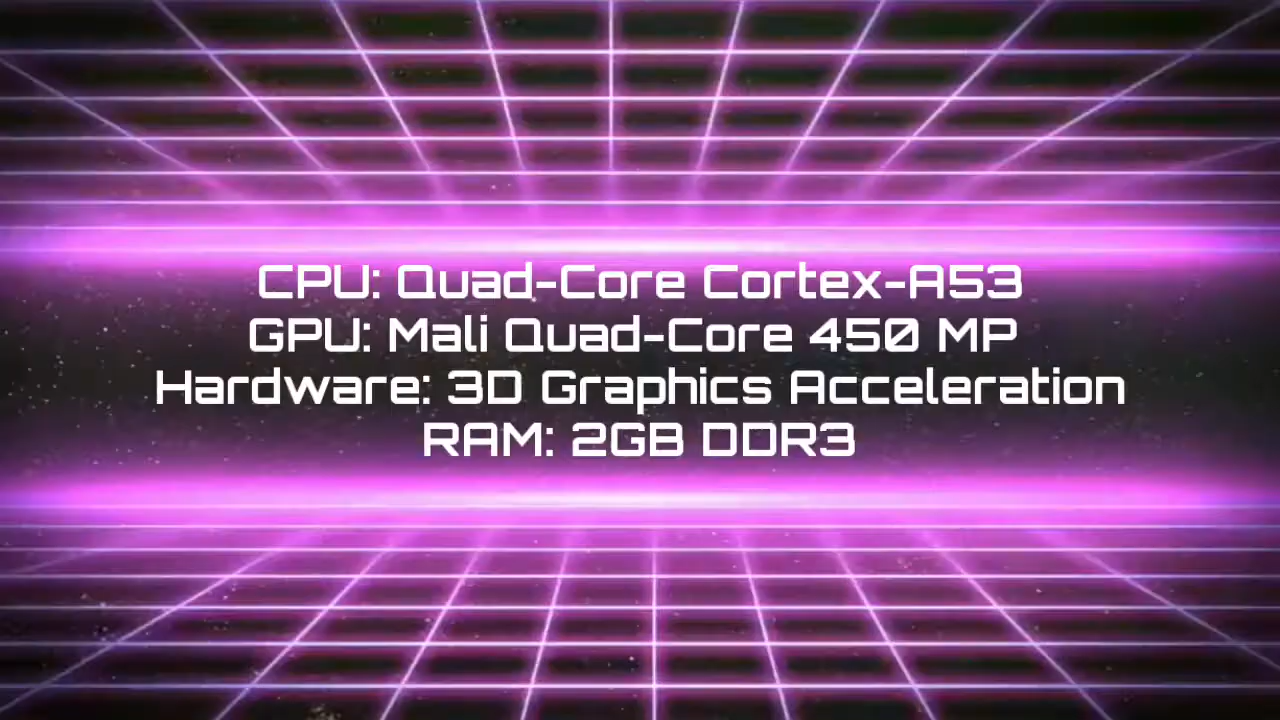 CPU: Quad-Core Cortex-A53
GPU: Mali Quad-Core 450 MP
Hardware: 3D Graphics Acceleration
RAM: 2GB DDR3